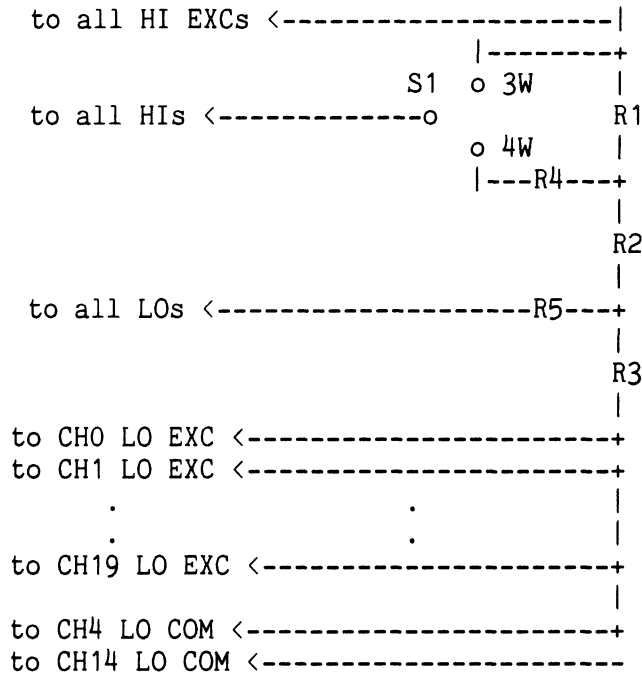 to all HI EXCs <---------------------|
|--------+
S1 o 3W |
to all HIs <-------------o R1
o 4W |
|---R4---+
|
R2
|
to all LOs <--------------------R5---+
|
R3
|
to CH0 LO EXC <-----------------------+
to CH1 LO EXC <-----------------------+
. . |
. . |
to CH19 LO EXC <----------------------+
|
to CH4 LO COM <-----------------------+
to CH14 LO COM <-----------------------